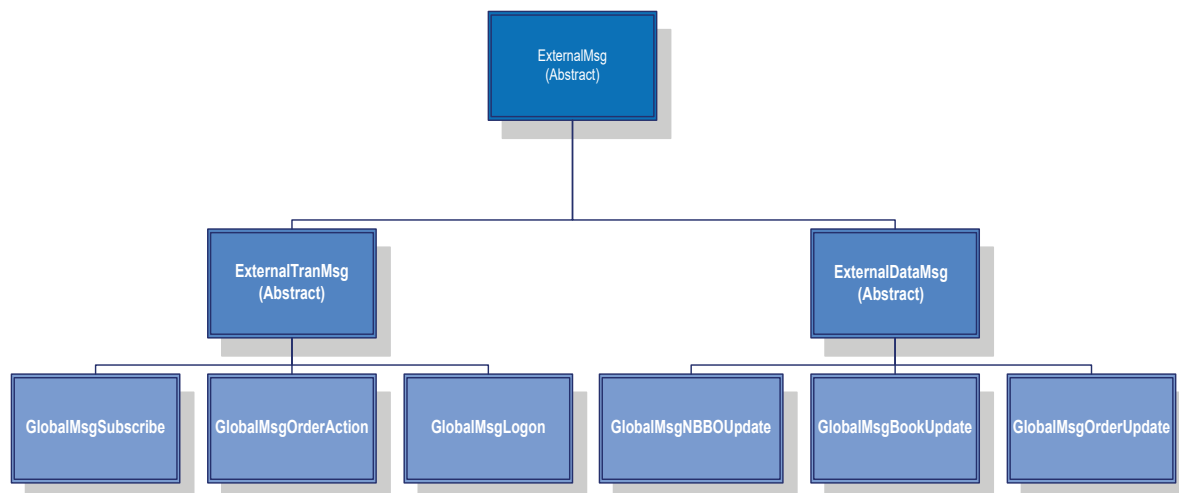 ExternalMsg
(Abstract)
ExternalTranMsg
(Abstract)
ExternalDataMsg
(Abstract)
GlobalMsgSubscribe
GlobalMsgOrderAction
GlobalMsgLogon
GlobalMsgNBBOUpdate
GlobalMsgBookUpdate
GlobalMsgOrderUpdate